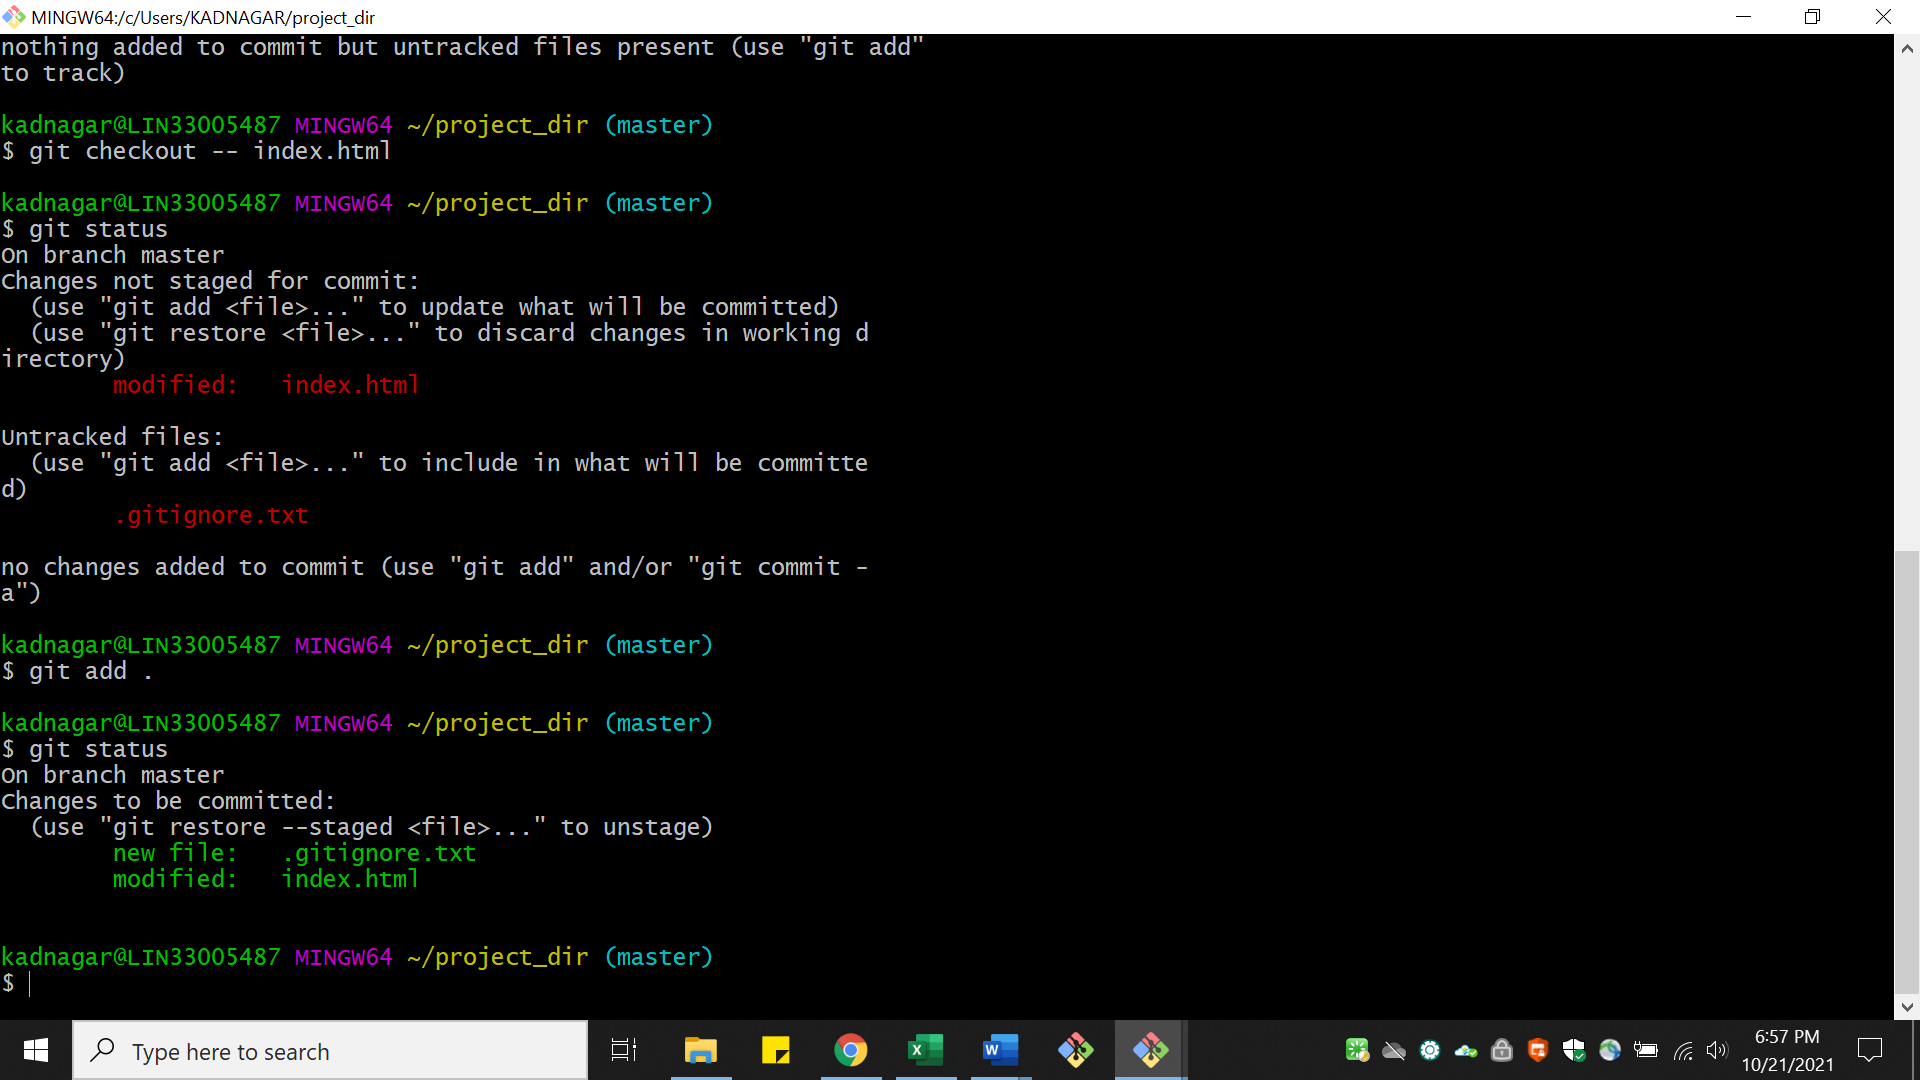 MINGW64:/c/Users/KADNAGAR/project_dir
nothing added to commit but untracked files present (use "git add"
to track)
kadnagar@LIN33005487 MINGW64 ~/project_dir (master)
$ git checkout -- index.html
kadnagar@LIN33005487 MINGW64 ~/project_dir (master)
$ git status
On branch master
Changes not staged for commit:
  (use "git add <file>..." to update what will be committed)
  (use "git restore <file>..." to discard changes in working d
irectory)
        modified:   index.html
Untracked files:
  (use "git add <file>..." to include in what will be committe
d)
        .gitignore.txt
no changes added to commit (use "git add" and/or "git commit -
a")
kadnagar@LIN33005487 MINGW64 ~/project_dir (master)
$ git add .
kadnagar@LIN33005487 MINGW64 ~/project_dir (master)
$ git status
On branch master
Changes to be committed:
  (use "git restore --staged <file>..." to unstage)
        new file:   .gitignore.txt
        modified:   index.html
kadnagar@LIN33005487 MINGW64 ~/project_dir (master)
$
Type here to search
6:57 PM
10/21/2021